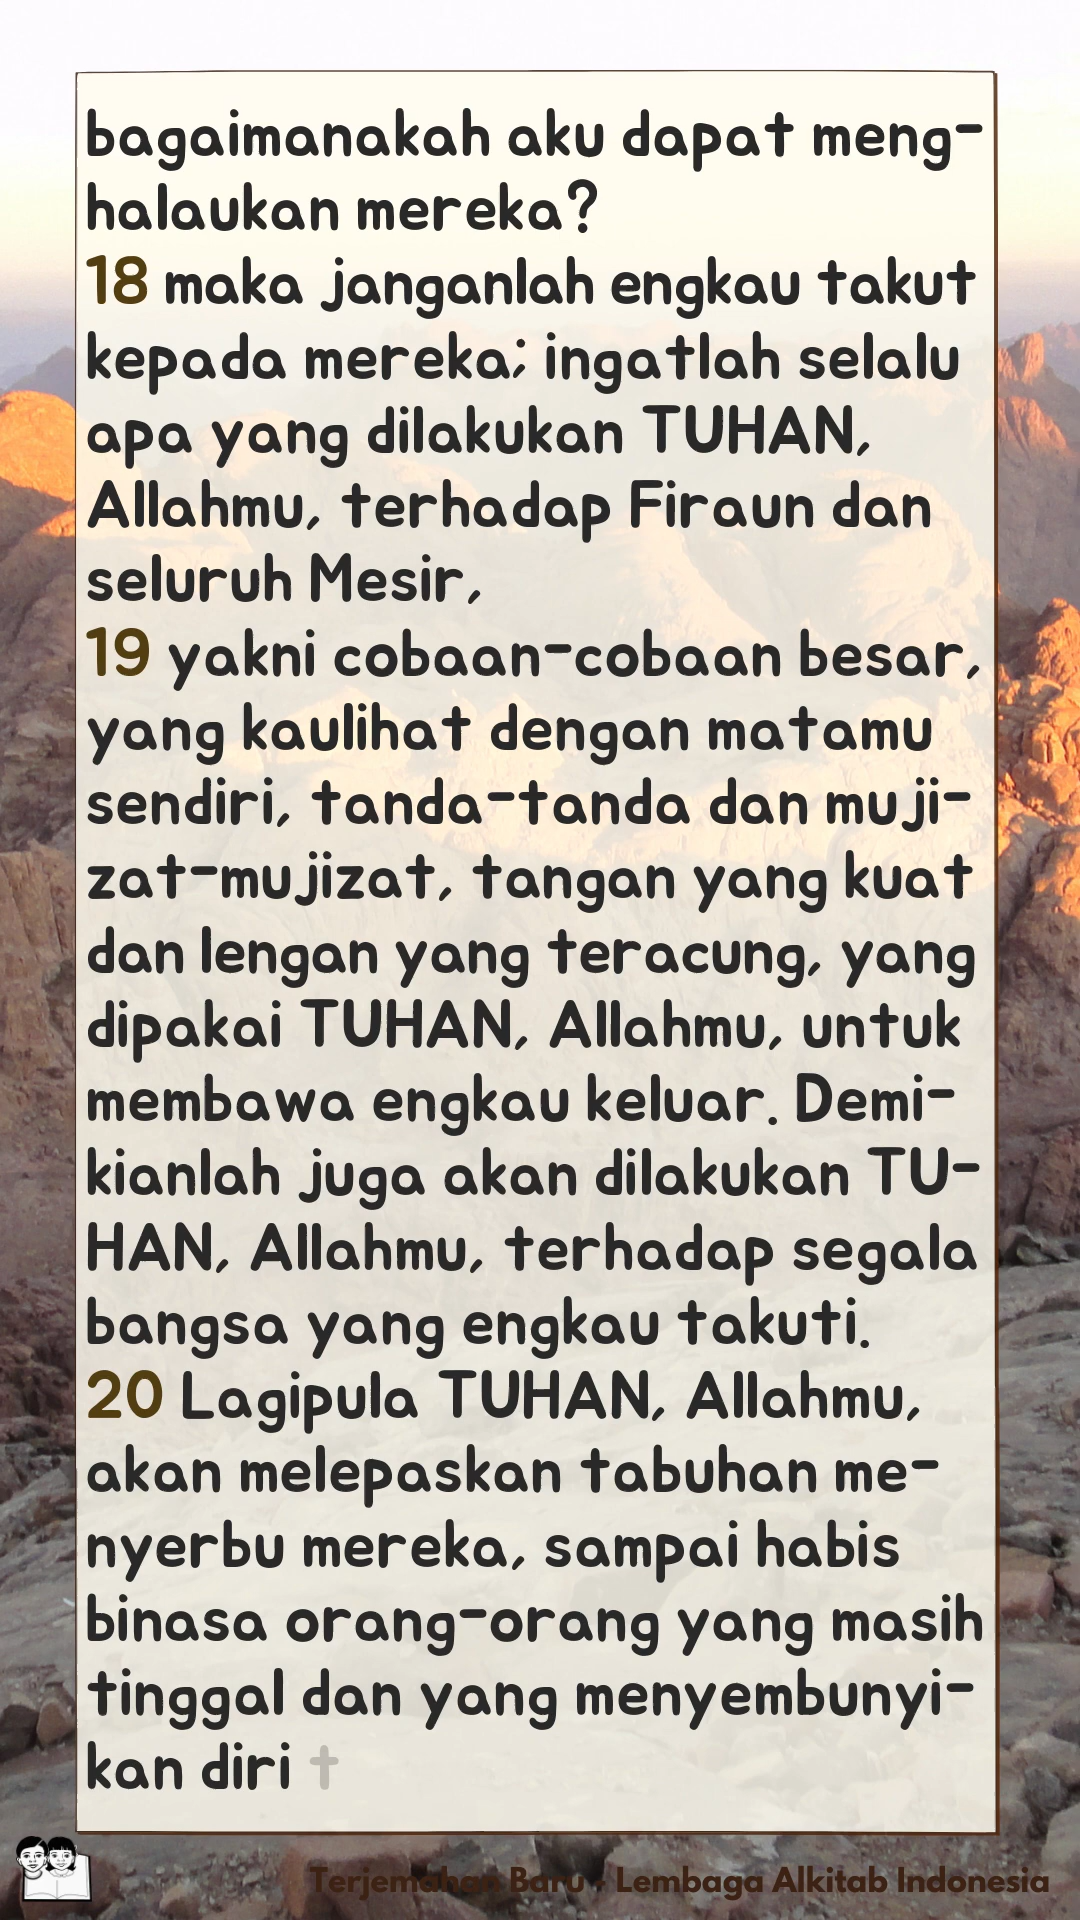 bagaimanakah aku dapat meng-
halaukan mereka?
18 maka janganlah engkau takut
kepada mereka; ingatlah selalu
apa yang dilakukan TUHAN,
Allahmu, terhadap Firaun dan
seluruh Mesir,
19 yakni cobaan-cobaan besar,
yang kaulihat dengan matamu
sendiri, tanda-tanda dan muji-
zat-mujizat, tangan yang kuat
dan lengan yang teracung, yang
dipakai TUHAN, Allahmu, untuk
membawa engkau keluar. Demi-
kianlah juga akan dilakukan TU-
HAN, Allahmu, terhadap segala
bangsa yang engkau takuti.
20 Lagipula TUHAN, Allahmu,
akan melepaskan tabuhan me-
nyerbu mereka, sampai habis
binasa orang-orang yang masih
tinggal dan yang menyembunyi-
kan diri t
Terjemahan Baru - Lembaga Alkitab Indonesia